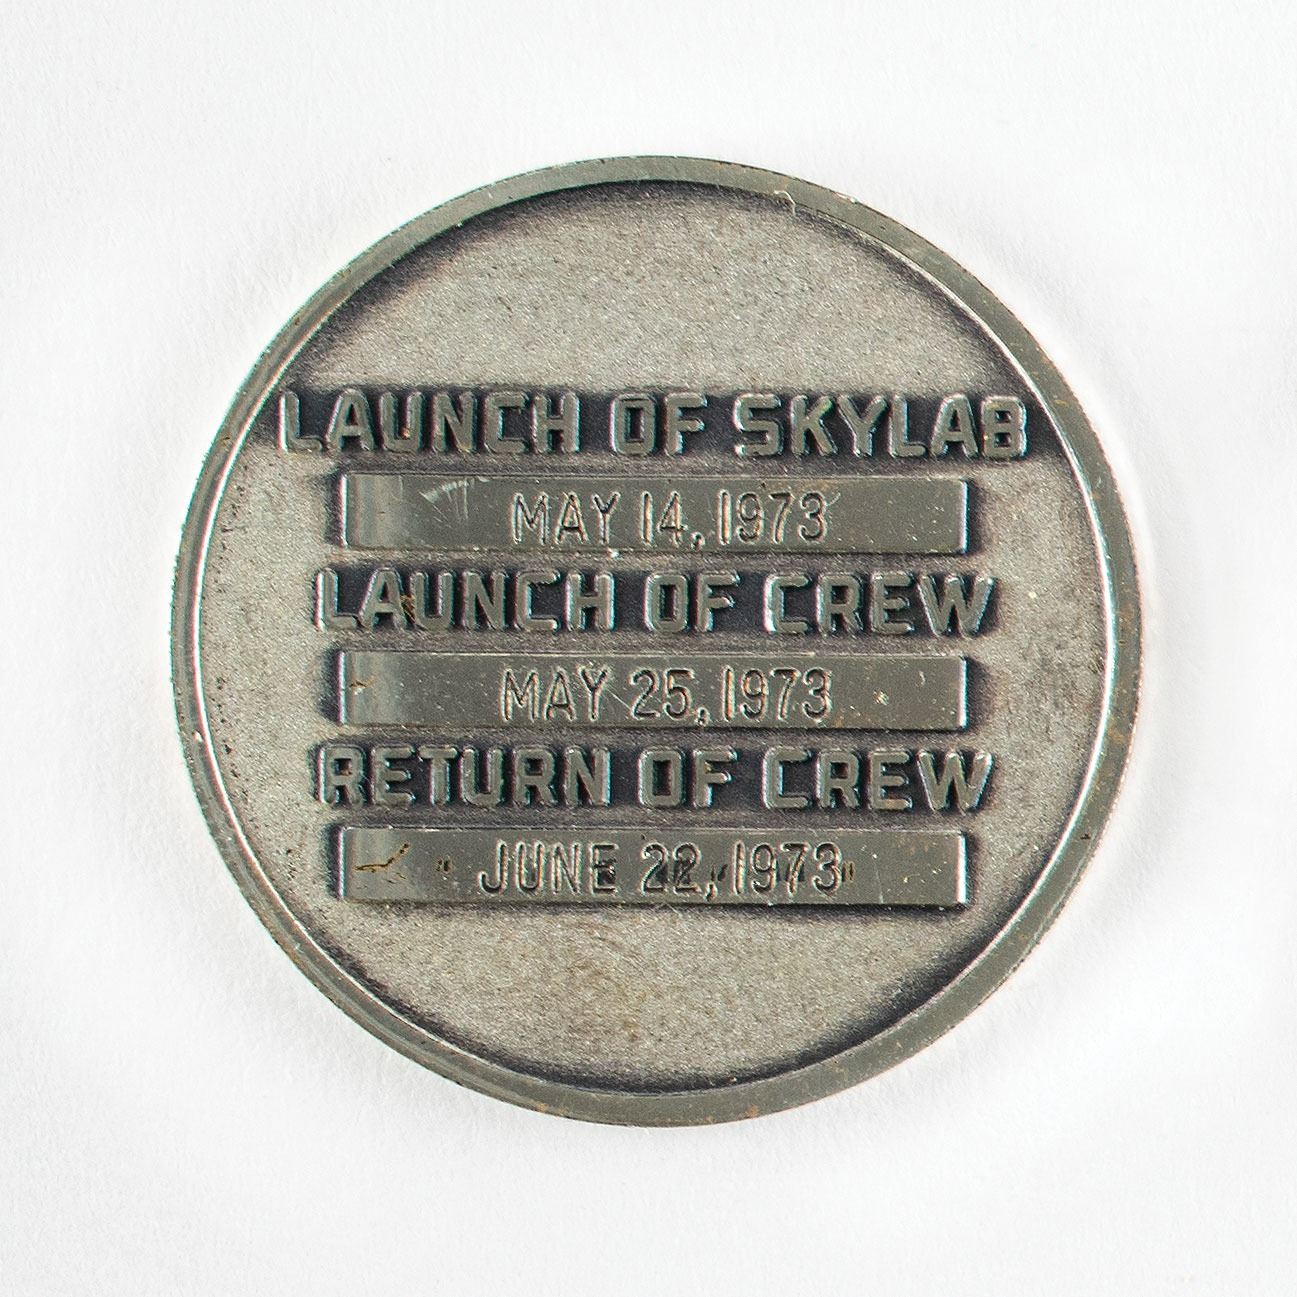 LAUNCH OF SKYLAB
MAY 14, 1973
LAUNCH OF CREW
MAY 25, 1973
RETURN OF CREW
JUNE 22, 1973